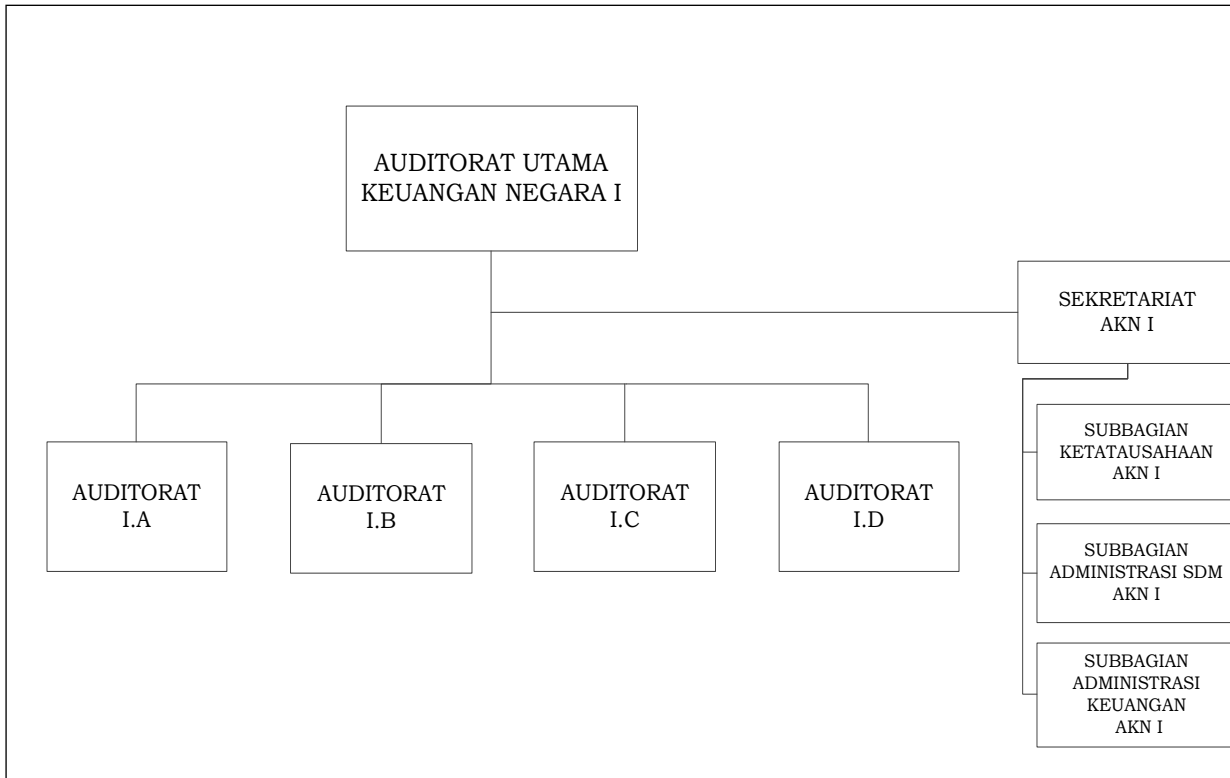 AUDITORAT UTAMA
KEUANGAN NEGARA I
SEKRETARIAT
AKN I
AUDITORAT
I.A
AUDITORAT
I.B
AUDITORAT
I.C
AUDITORAT
I.D
SUBBAGIAN
KETATAUSAHAAN
AKN I
SUBBAGIAN
ADMINISTRASI SDM
AKN I
SUBBAGIAN
ADMINISTRASI
KEUANGAN
AKN I